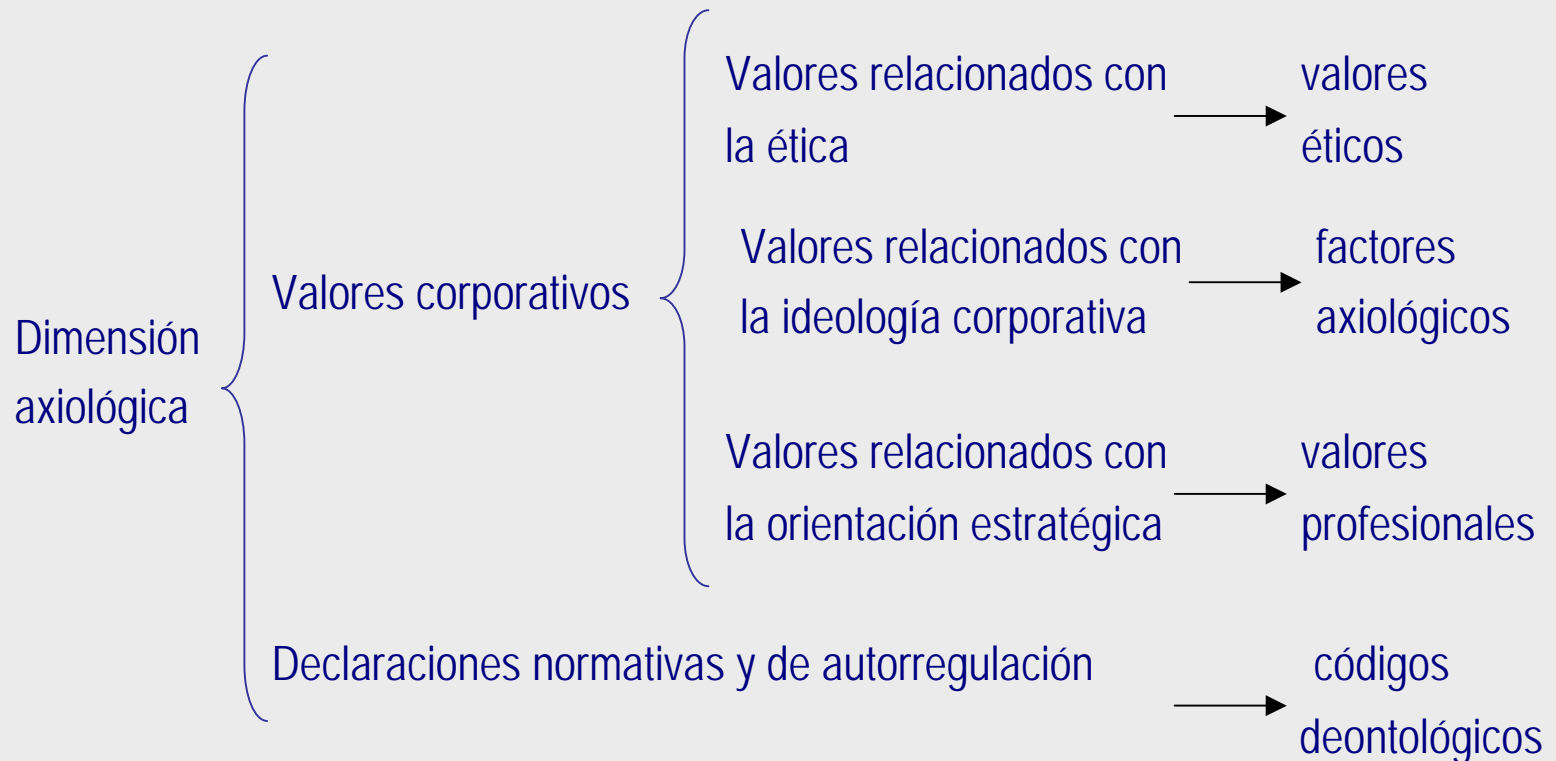 Valores relacionados con
la ética
valores
éticos
Valores relacionados con
la ideología corporativa
factores
axiológicos
Valores corporativos
Dimensión
axiológica
Valores relacionados con
la orientación estratégica
valores
profesionales
Declaraciones normativas y de autorregulación
códigos
deontológicos